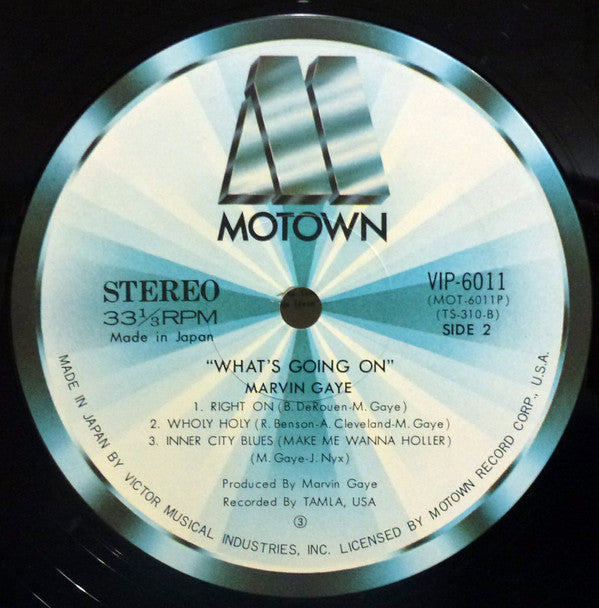 MOTOWN
STEREO
33⅓RPM
Made in Japan
VIP-6011
(MOT-6011P)
(TS-310-B)
SIDE 2
"WHAT'S GOING ON"
MARVIN GAYE
1. RIGHT ON (B. DeRouen-M. Gaye)
2. WHOLY HOLY (R. Benson-A. Cleveland-M. Gaye)
3. INNER CITY BLUES (MAKE ME WANNA HOLLER)
(M. Gaye-J. Nyx)
Produced By Marvin Gaye
Recorded By TAMLA, USA
③
MADE IN JAPAN BY VICTOR MUSICAL INDUSTRIES, INC. LICENSED BY MOTOWN RECORD CORP., U.S.A.